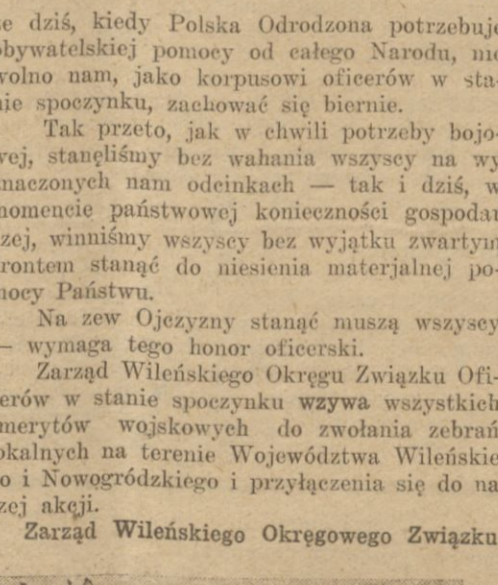 że dziś, kiedy Polska Odrodzona potrzebuje
obywatelskiej pomocy od całego Narodu, nie
wolno nam, jako korpusowi oficerów w sta-
nie spoczynku, zachować się biernie.
Tak przeto, jak w chwili potrzeby bojo-
wej, stanęliśmy bez wahania wszyscy na wy
znaczonych nam odcinkach — tak i dziś, w
momencie państwowej konieczności gospodar
czej, winniśmy wszyscy bez wyjątku zwartym
frontem stanąć do niesienia materjalnej po-
mocy Państwu.
Na zew Ojczyzny stanąć muszą wszyscy
— wymaga tego honor oficerski.
Zarząd Wileńskiego Okręgu Związku Ofi-
cerów w stanie spoczynku wzywa wszystkich
emerytów wojskowych do zwołania zebrań
lokalnych na terenie Województwa Wileńskie
go i Nowogródzkiego i przyłączenia się do na
szej akcji.
Zarząd Wileńskiego Okręgowego Związku